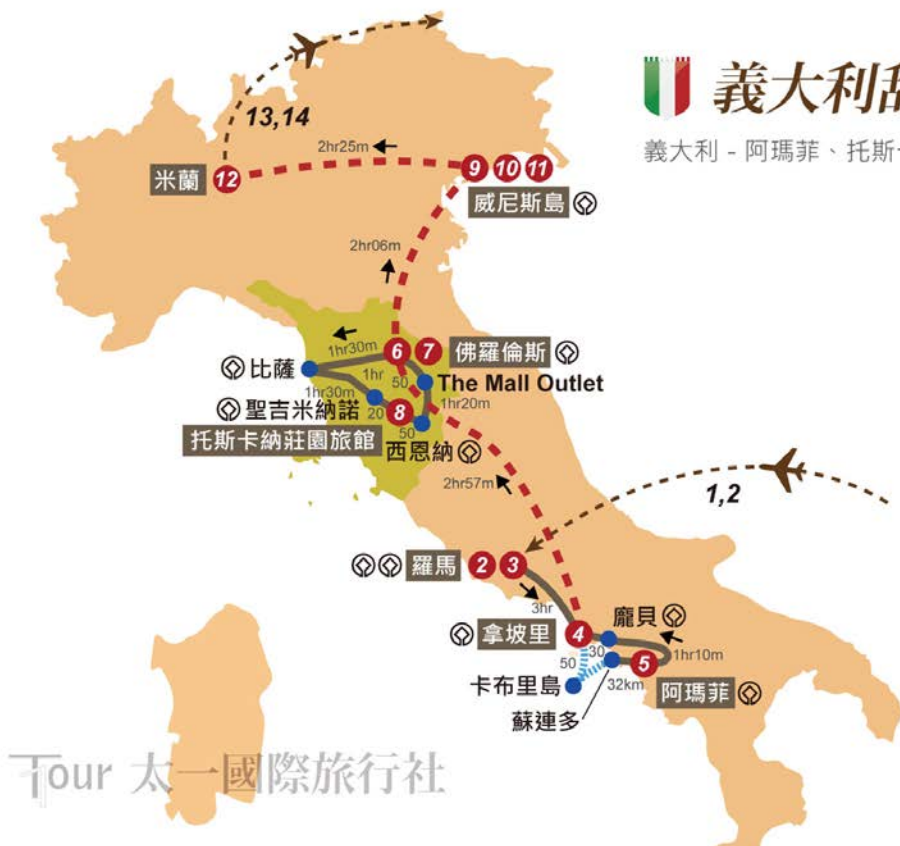 義大利
義大利 - 阿瑪菲、托斯
13,14
2hr25m
米蘭 12
9 10 11
威尼斯島
2hr06m
1hr30m
6 7 佛羅倫斯
比薩
1hr
50
The Mall Outlet
1hr30m
1hr20m
聖吉米納諾
20
8
托斯卡納莊園旅館
50
西恩納
2hr57m
1,2
羅馬 2 3
3hr
龐貝
拿坡里 4
30
1hr10m
50
5
卡布里島
32km
阿瑪菲
蘇連多
Tour 太一國際旅行社